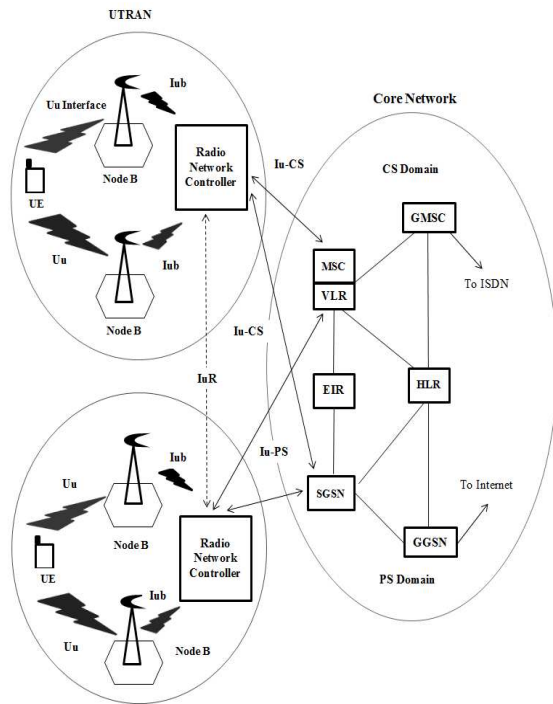 UTRAN
Iub
Uu Interface
Core Network
Radio
Network
Controller
Iu-CS
CS Domain
Node B
UE
GMSC
Uu
Iub
MSC
VLR
To ISDN
Node B
Iu-CS
IuR
EIR
HLR
Iub
Iu-PS
Uu
SGSN
To Internet
Node B
Radio
Network
Controller
GGSN
UE
PS Domain
Iub
Uu
Node B